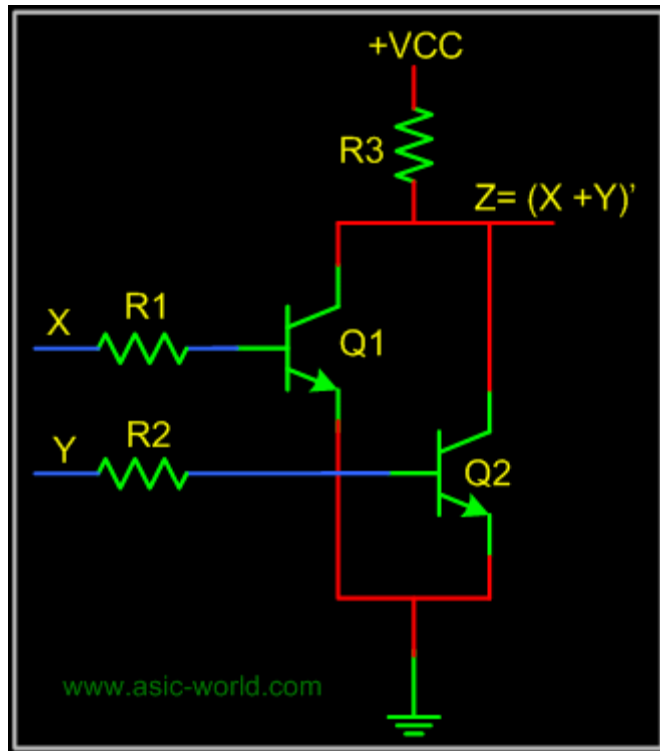 +VCC
R3
Z= (X +Y)'
X
R1
Q1
Y
R2
Q2
www.asic-world.com